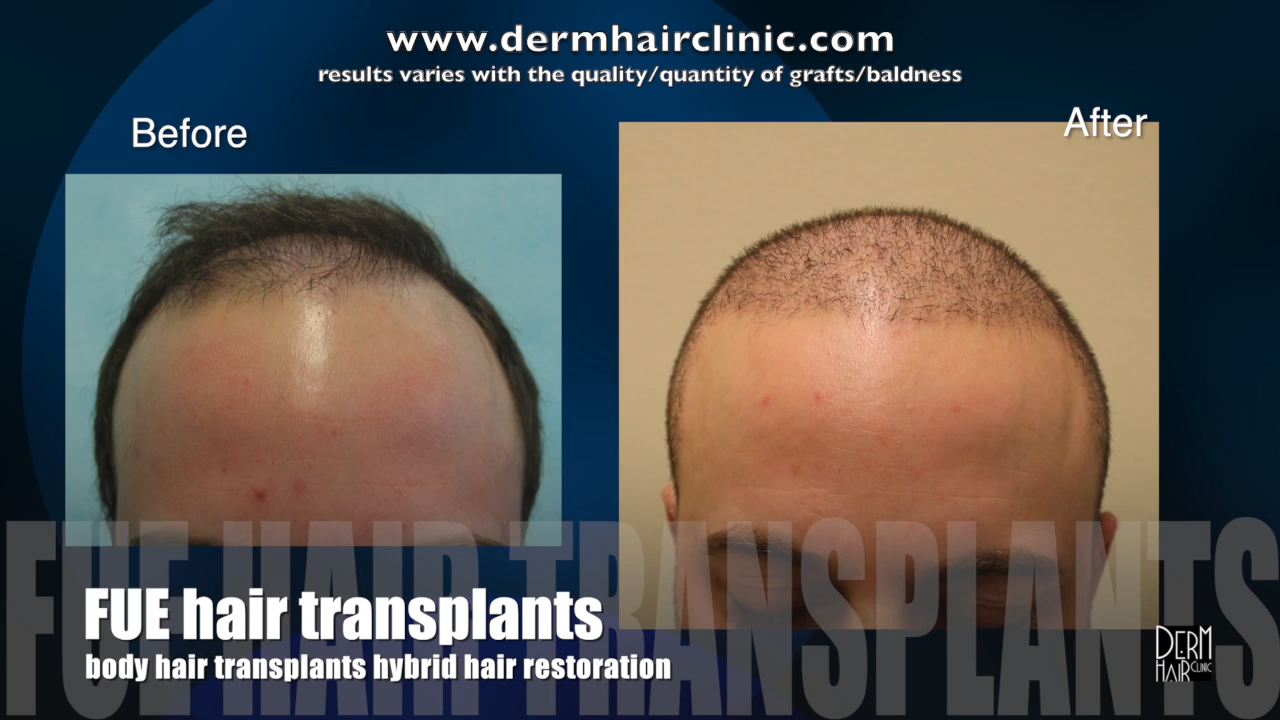 www.dermhairclinic.com
results varies with the quality/quantity of grafts/baldness
Before
After
FUE HAIR TRANSPLANTS
FUE hair transplants
body hair transplants hybrid hair restoration
DERM
HAIR CLINIC